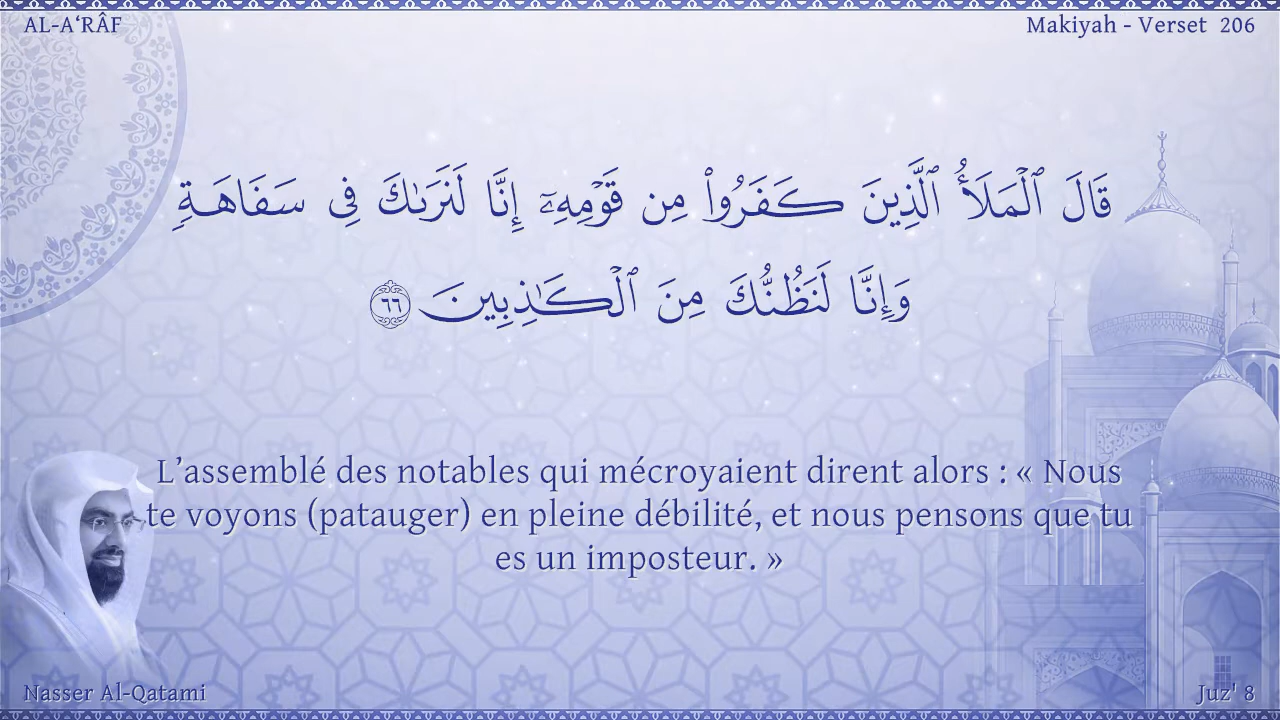 AL-A‘RÂF
Makiyah - Verset 206
قَالَ ٱلْمَلَأُ ٱلَّذِينَ كَفَرُوا۟ مِن قَوْمِهِۦٓ إِنَّا لَنَرَىٰكَ فِى سَفَاهَةٍ
وَإِنَّا لَنَظُنُّكَ مِنَ ٱلْكَـٰذِبِينَ ٦٦
L’assemblé des notables qui mécroyaient dirent alors : « Nous
te voyons (patauger) en pleine débilité, et nous pensons que tu
es un imposteur. »
Nasser Al-Qatami
Juz' 8